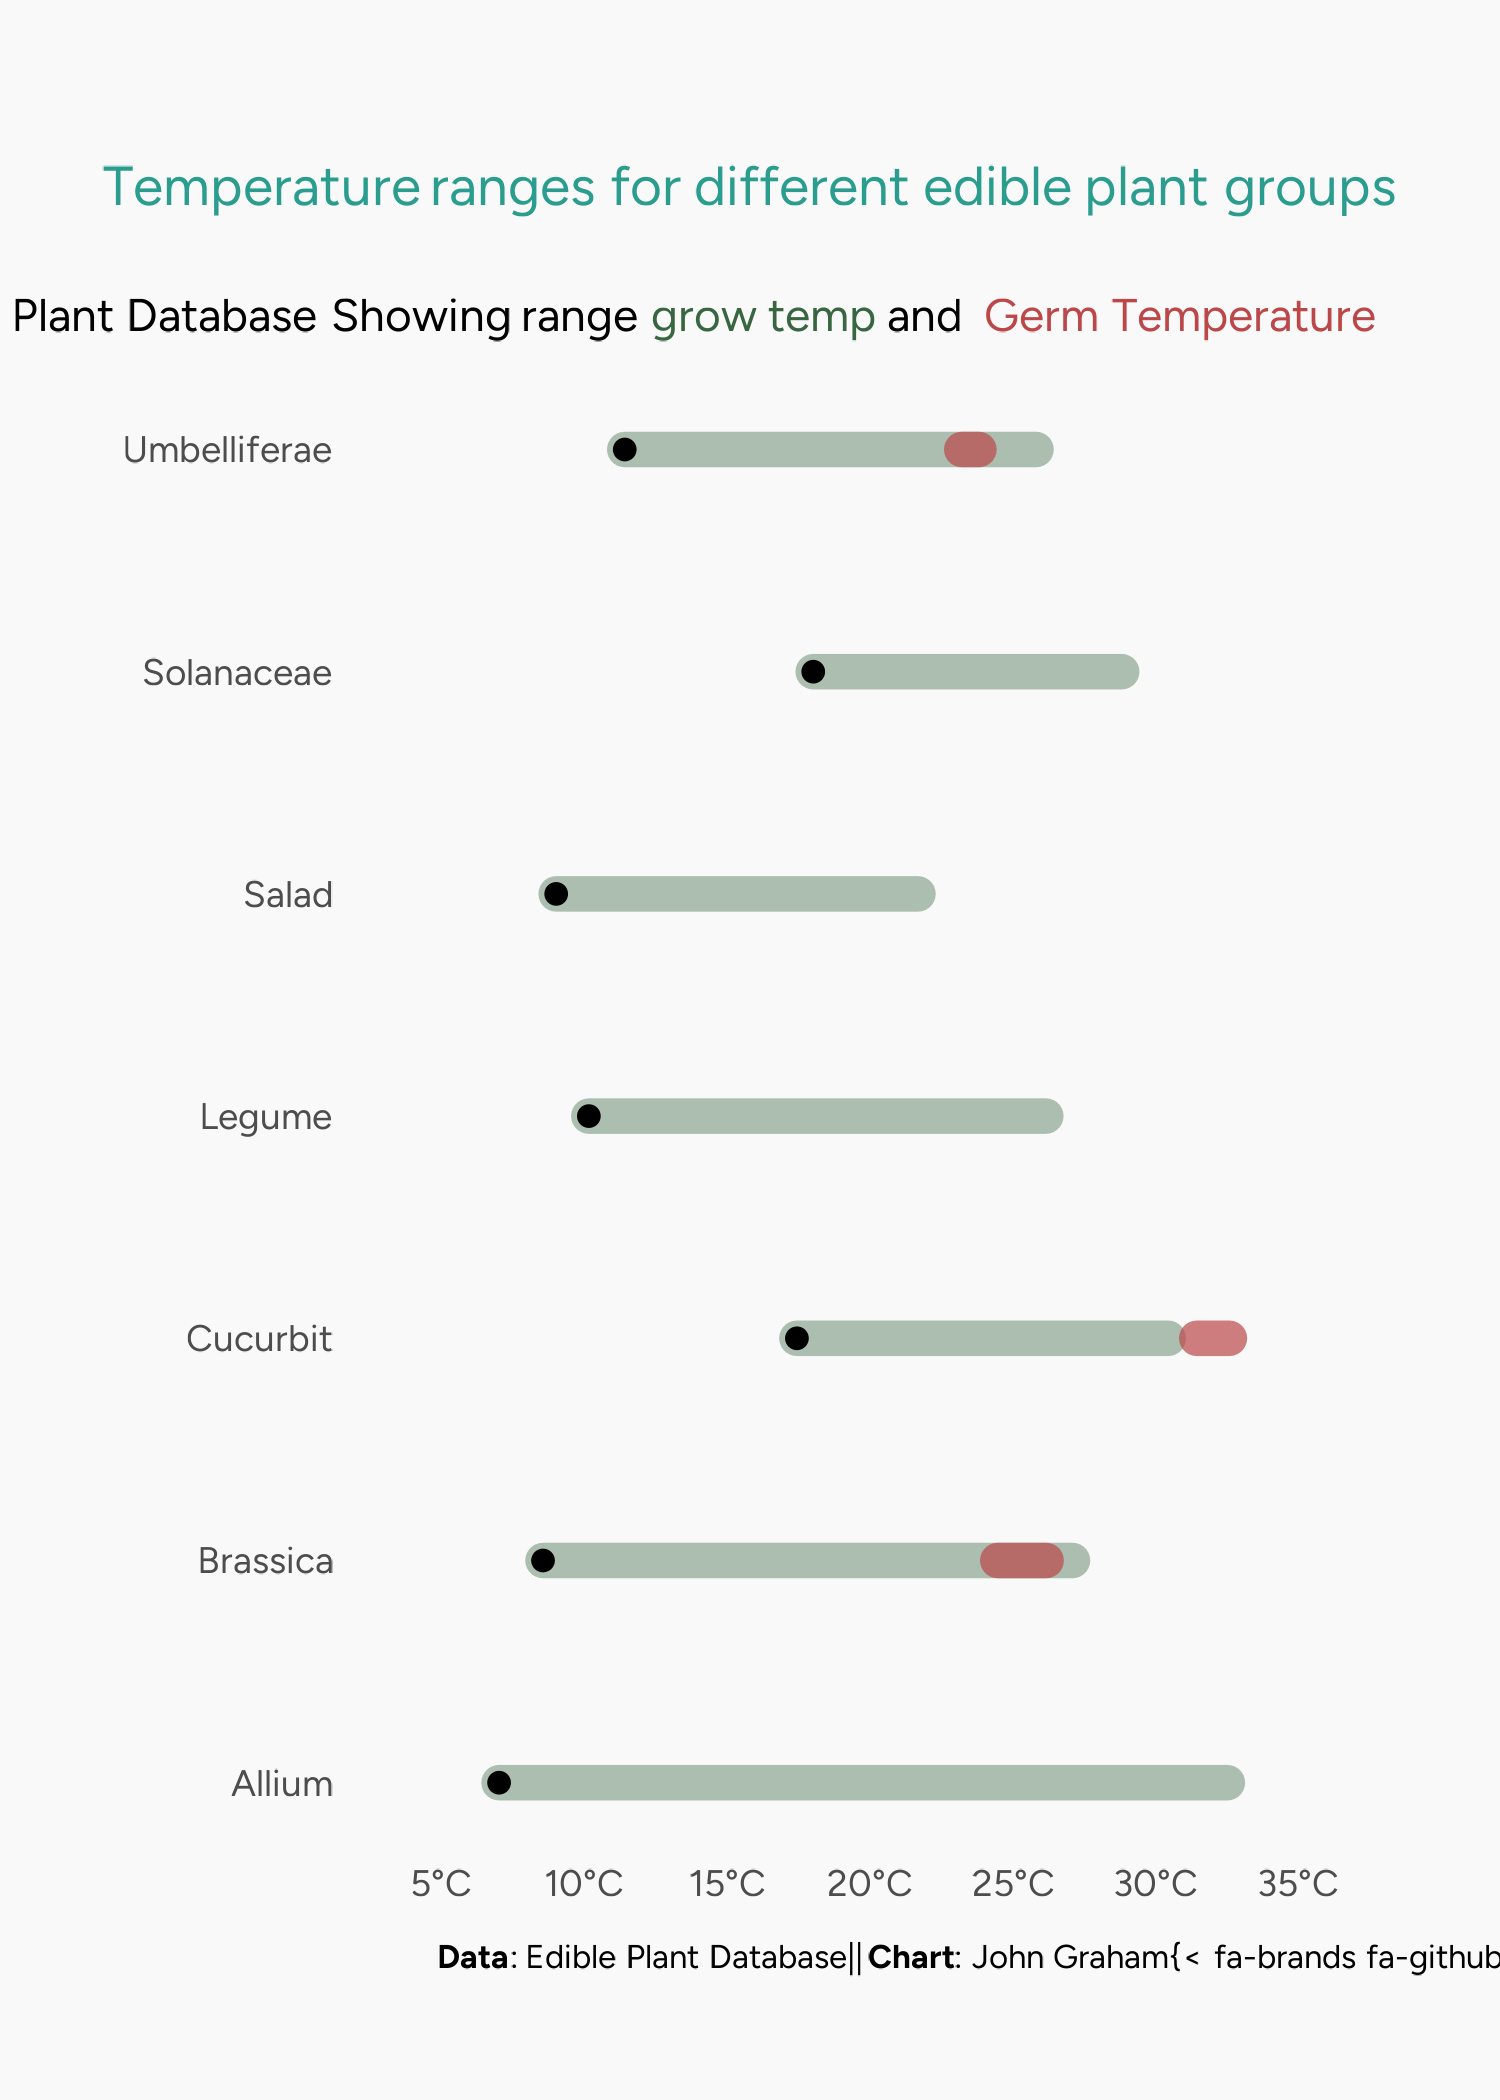 Temperature ranges for different edible plant groups
Plant Database Showing range grow temp and Germ Temperature
Umbelliferae
Solanaceae
Salad
Legume
Cucurbit
Brassica
Allium
5°C 10°C 15°C 20°C 25°C 30°C 35°C
Data: Edible Plant Database||Chart: John Graham{< fa-brands fa-github